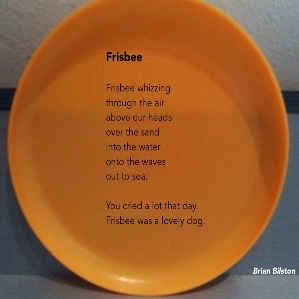 Frisbee
Frisbee whizzing
through the air
above our heads
over the sand
into the water
onto the waves
out to sea.
You cried a lot that day.
Frisbee was a lovely dog.
Brian Bilston